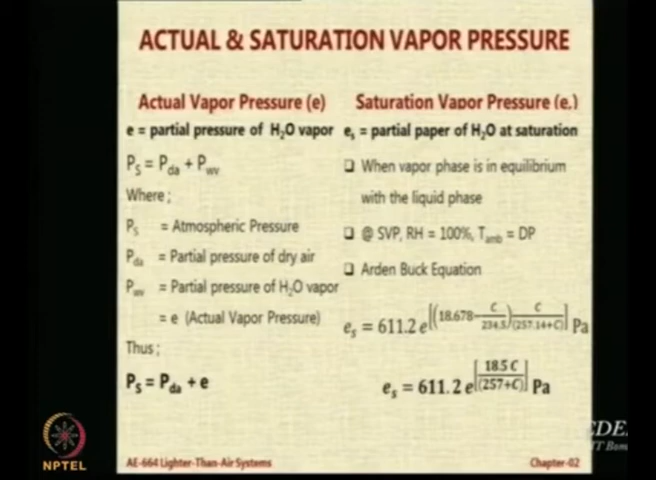 ACTUAL & SATURATION VAPOR PRESSURE
Actual Vapor Pressure (e)
e = partial pressure of H₂O vapor
Pₛ = P_da + P_wv
Where ;
Pₛ = Atmospheric Pressure
P_da = Partial pressure of dry air
P_wv = Partial pressure of H₂O vapor
= e (Actual Vapor Pressure)
Thus ;
Pₛ = P_da + e
Saturation Vapor Pressure (eₛ)
eₛ = partial paper of H₂O at saturation
❑ When vapor phase is in equilibrium
with the liquid phase
❑ @ SVP, RH = 100%, T_amb = DP
❑ Arden Buck Equation
eₛ = 611.2 e^[(18.678 - C/234.5)(C/(257.14+C))] Pa
eₛ = 611.2 e^[18.5 C/(257+C)] Pa
NPTEL
AE-664 Lighter-Than-Air Systems
Chapter-02
CDE
IT Bom